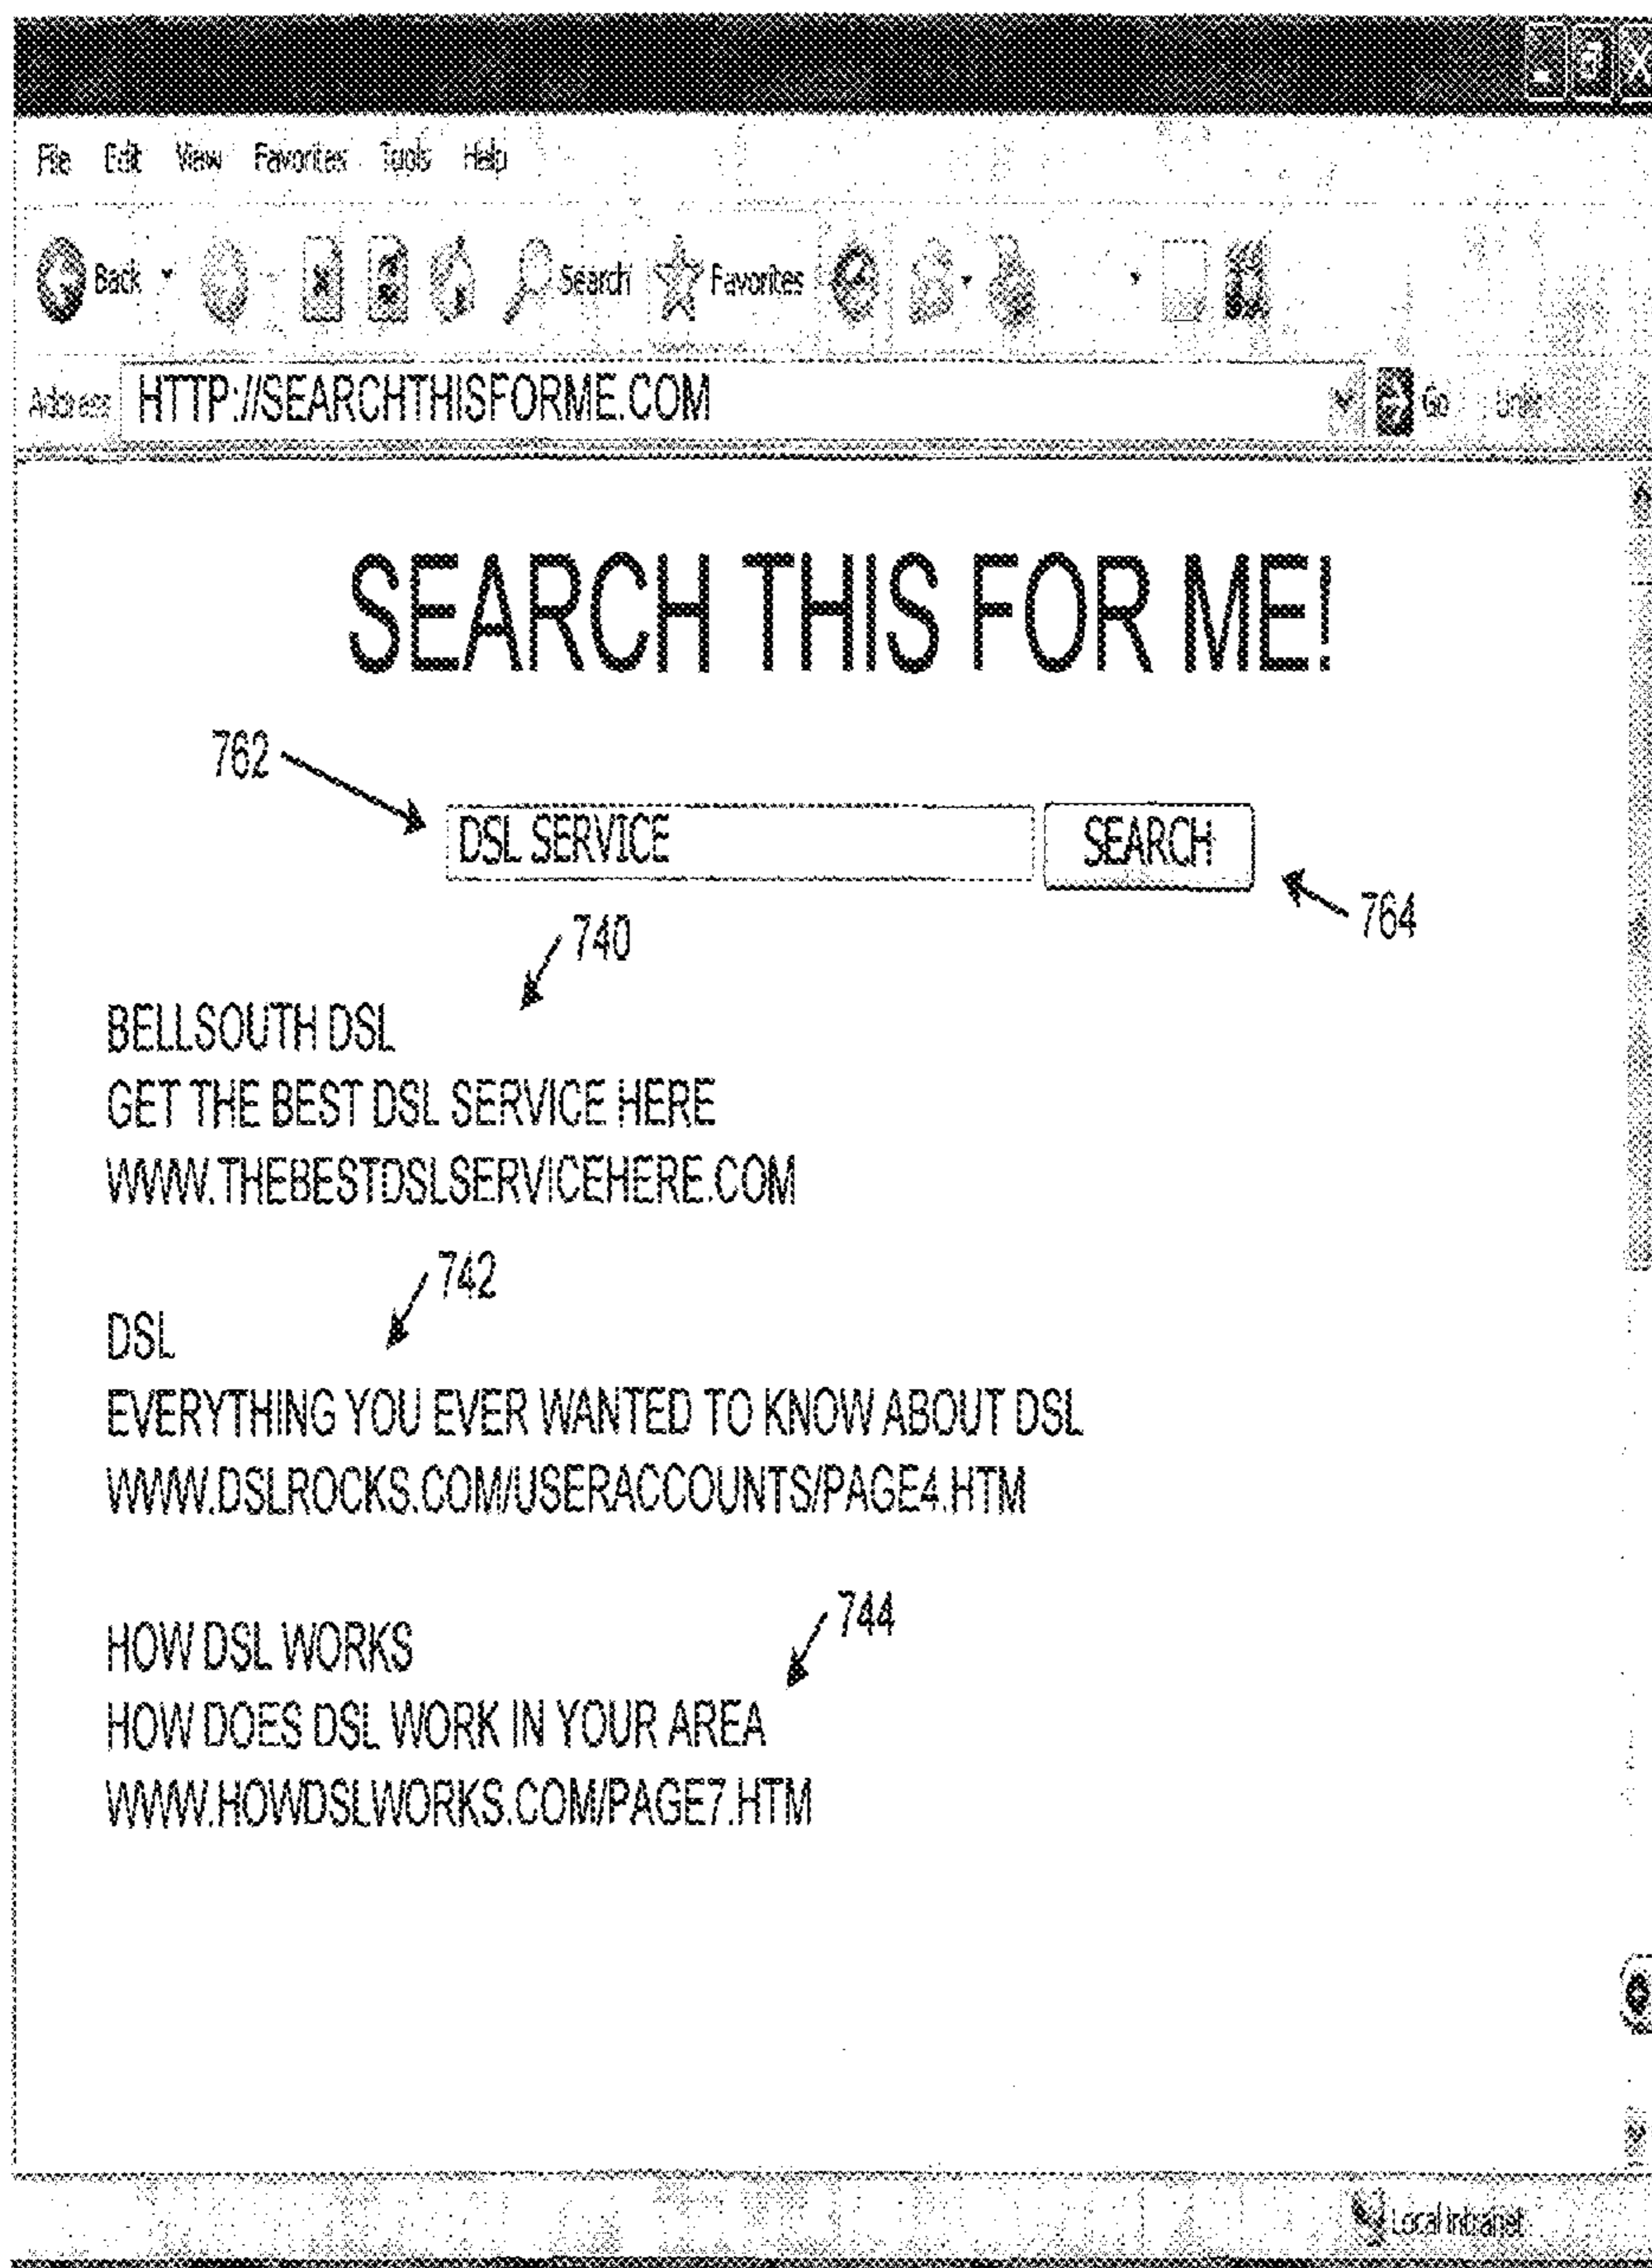 File Edit View Favorites Tools Help
Back Search Favorites
Address HTTP://SEARCHTHISFORME.COM Go
SEARCH THIS FOR ME!
762
DSL SERVICE SEARCH
764
740
BELLSOUTH DSL
GET THE BEST DSL SERVICE HERE
WWW.THEBESTDSLSERVICEHERE.COM
742
DSL
EVERYTHING YOU EVER WANTED TO KNOW ABOUT DSL
WWW.DSLROCKS.COM/USERACCOUNTS/PAGE4.HTM
744
HOW DSL WORKS
HOW DOES DSL WORK IN YOUR AREA
WWW.HOWDSLWORKS.COM/PAGE7.HTM
Local intranet